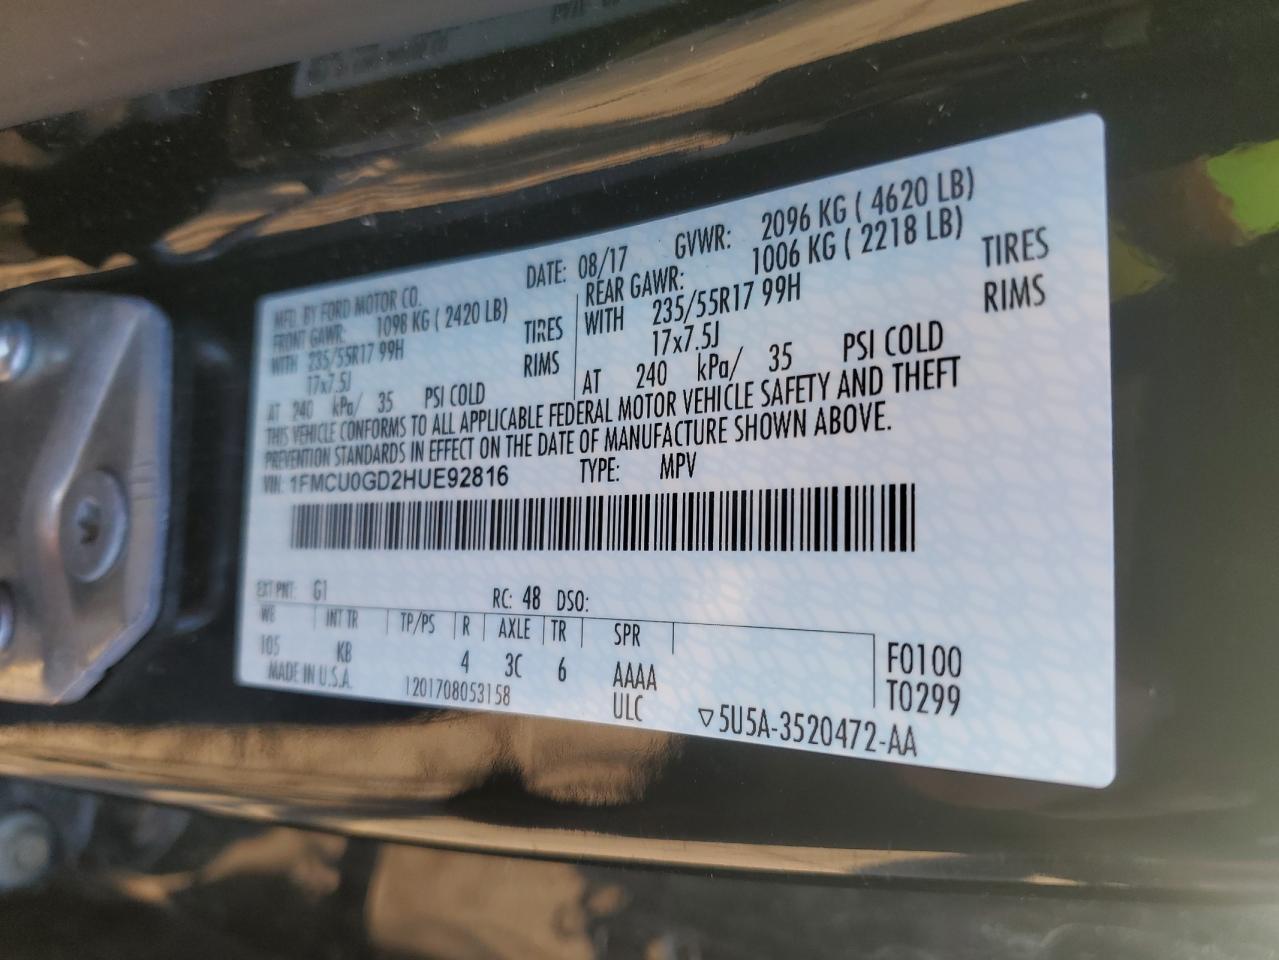 MFD. BY FORD MOTOR CO. DATE: 08/17 GVWR: 2096 KG ( 4620 LB)
FRONT GAWR: 1098 KG ( 2420 LB) REAR GAWR: 1006 KG ( 2218 LB)
WITH 235/55R17 99H TIRES WITH 235/55R17 99H TIRES
17x7.5J RIMS 17x7.5J RIMS
AT 240 kPa/ 35 PSI COLD AT 240 kPa/ 35 PSI COLD
THIS VEHICLE CONFORMS TO ALL APPLICABLE FEDERAL MOTOR VEHICLE SAFETY AND THEFT
PREVENTION STANDARDS IN EFFECT ON THE DATE OF MANUFACTURE SHOWN ABOVE.
VIN: 1FMCU0GD2HUE92816 TYPE: MPV
EXT PNT: G1 RC: 48 DSO:
WB INT TR TP/PS R AXLE TR SPR
105 KB 4 3C 6 AAAA F0100
MADE IN U.S.A. 1201708053158 ULC T0299
▽5U5A-3520472-AA